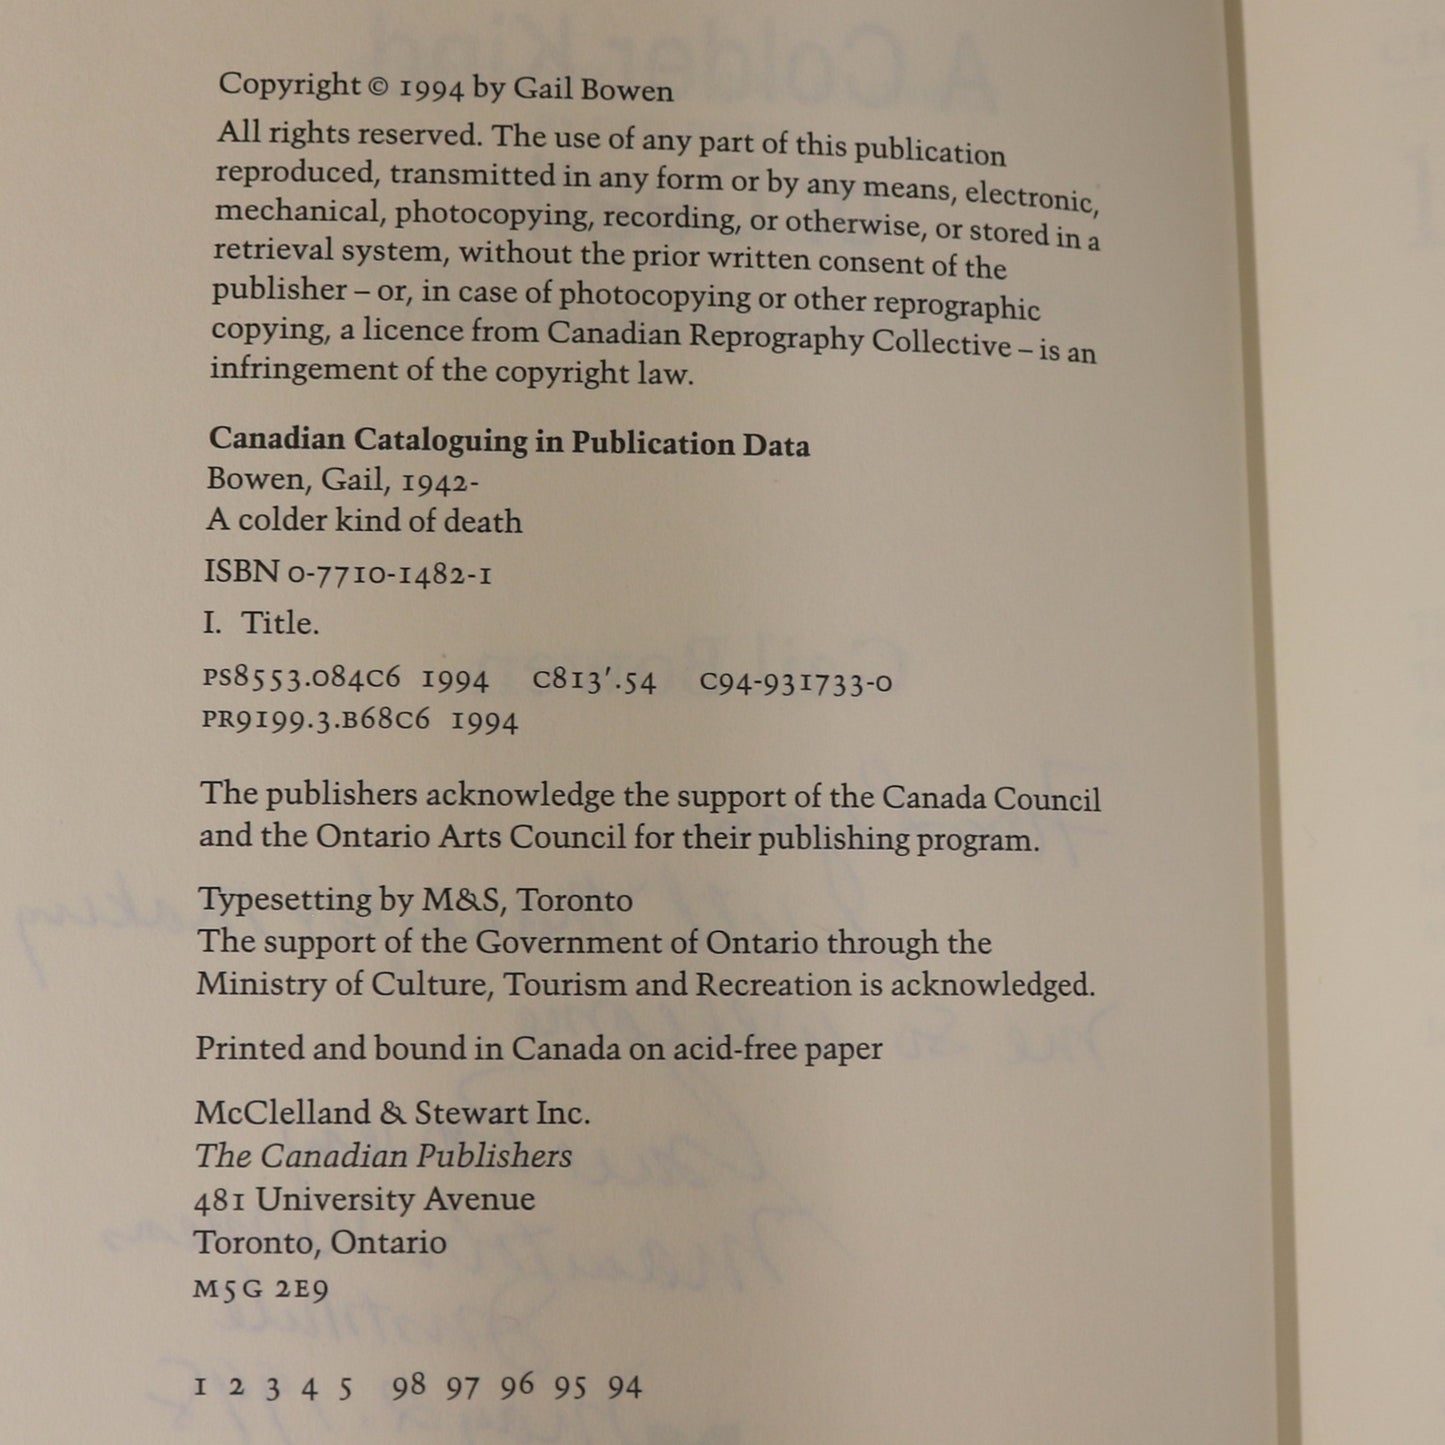 Copyright © 1994 by Gail Bowen
All rights reserved. The use of any part of this publication
reproduced, transmitted in any form or by any means, electronic,
mechanical, photocopying, recording, or otherwise, or stored in a
retrieval system, without the prior written consent of the
publisher – or, in case of photocopying or other reprographic
copying, a licence from Canadian Reprography Collective – is an
infringement of the copyright law.
Canadian Cataloguing in Publication Data
Bowen, Gail, 1942-
A colder kind of death
ISBN 0-7710-1482-1
I. Title.
PS8553.084C6 1994 C813′.54 C94-931733-0
PR9199.3.B68C6 1994
The publishers acknowledge the support of the Canada Council
and the Ontario Arts Council for their publishing program.
Typesetting by M&S, Toronto
The support of the Government of Ontario through the
Ministry of Culture, Tourism and Recreation is acknowledged.
Printed and bound in Canada on acid-free paper
McClelland & Stewart Inc.
The Canadian Publishers
481 University Avenue
Toronto, Ontario
M5G 2E9
1 2 3 4 5 98 97 96 95 94